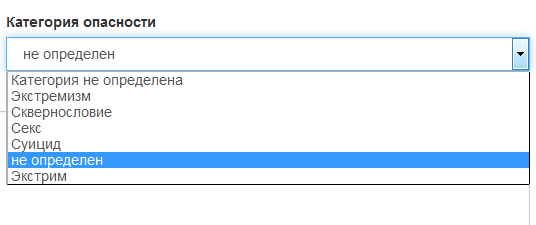 Категория опасности
не определен
Категория не определена
Экстремизм
Сквернословие
Секс
Суицид
не определен
Экстрим